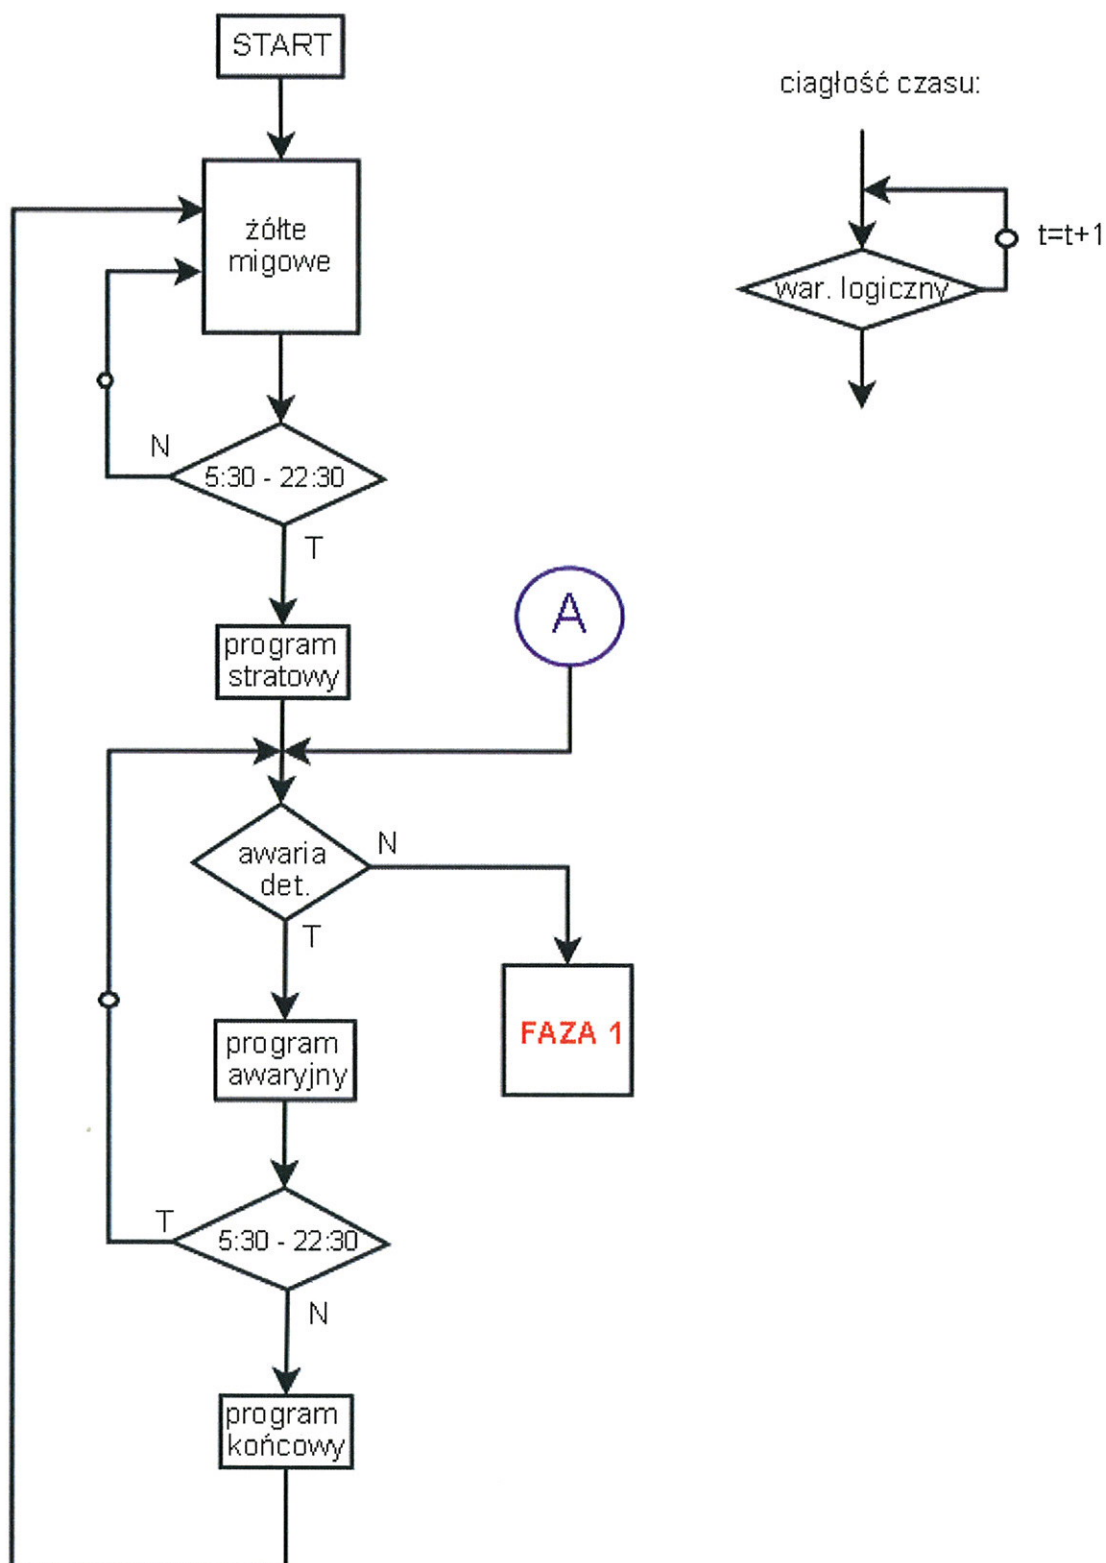 START
ciagłość czasu:
żółte
migowe
t=t+1
war. logiczny
N
5:30 - 22:30
T
A
program
stratowy
N
awaria
det.
T
FAZA 1
program
awaryjny
T
5:30 - 22:30
N
program
końcowy